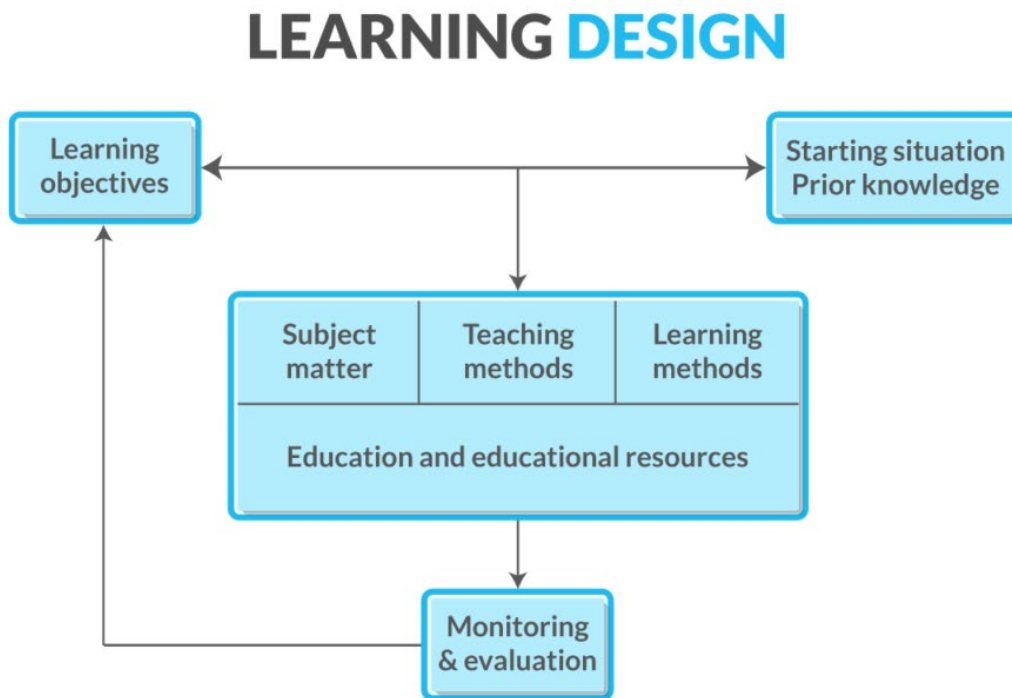 LEARNING DESIGN
Learning
objectives
Starting situation
Prior knowledge
Subject
matter
Teaching
methods
Learning
methods
Education and educational resources
Monitoring
& evaluation